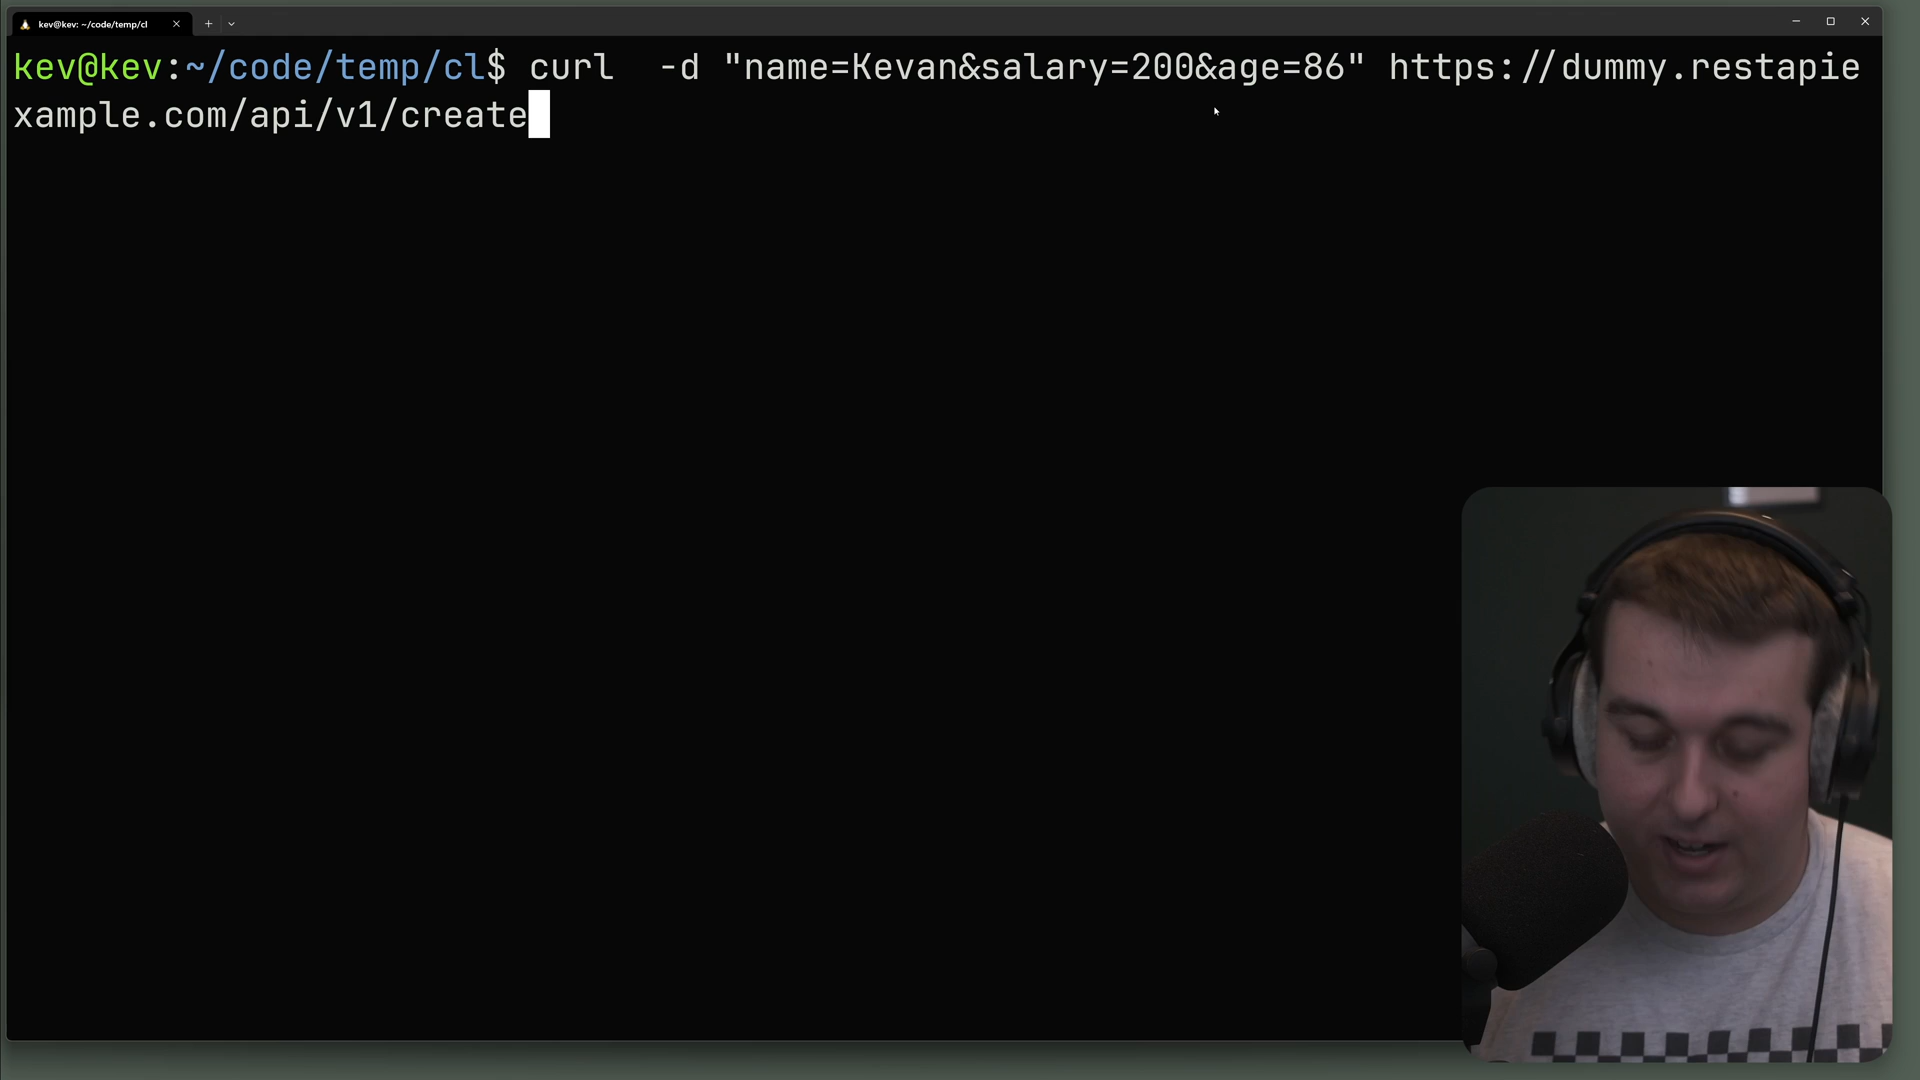 kev@kev: ~/code/temp/cl
kev@kev:~/code/temp/cl$ curl  -d "name=Kevan&salary=200&age=86" https://dummy.restapie
xample.com/api/v1/create